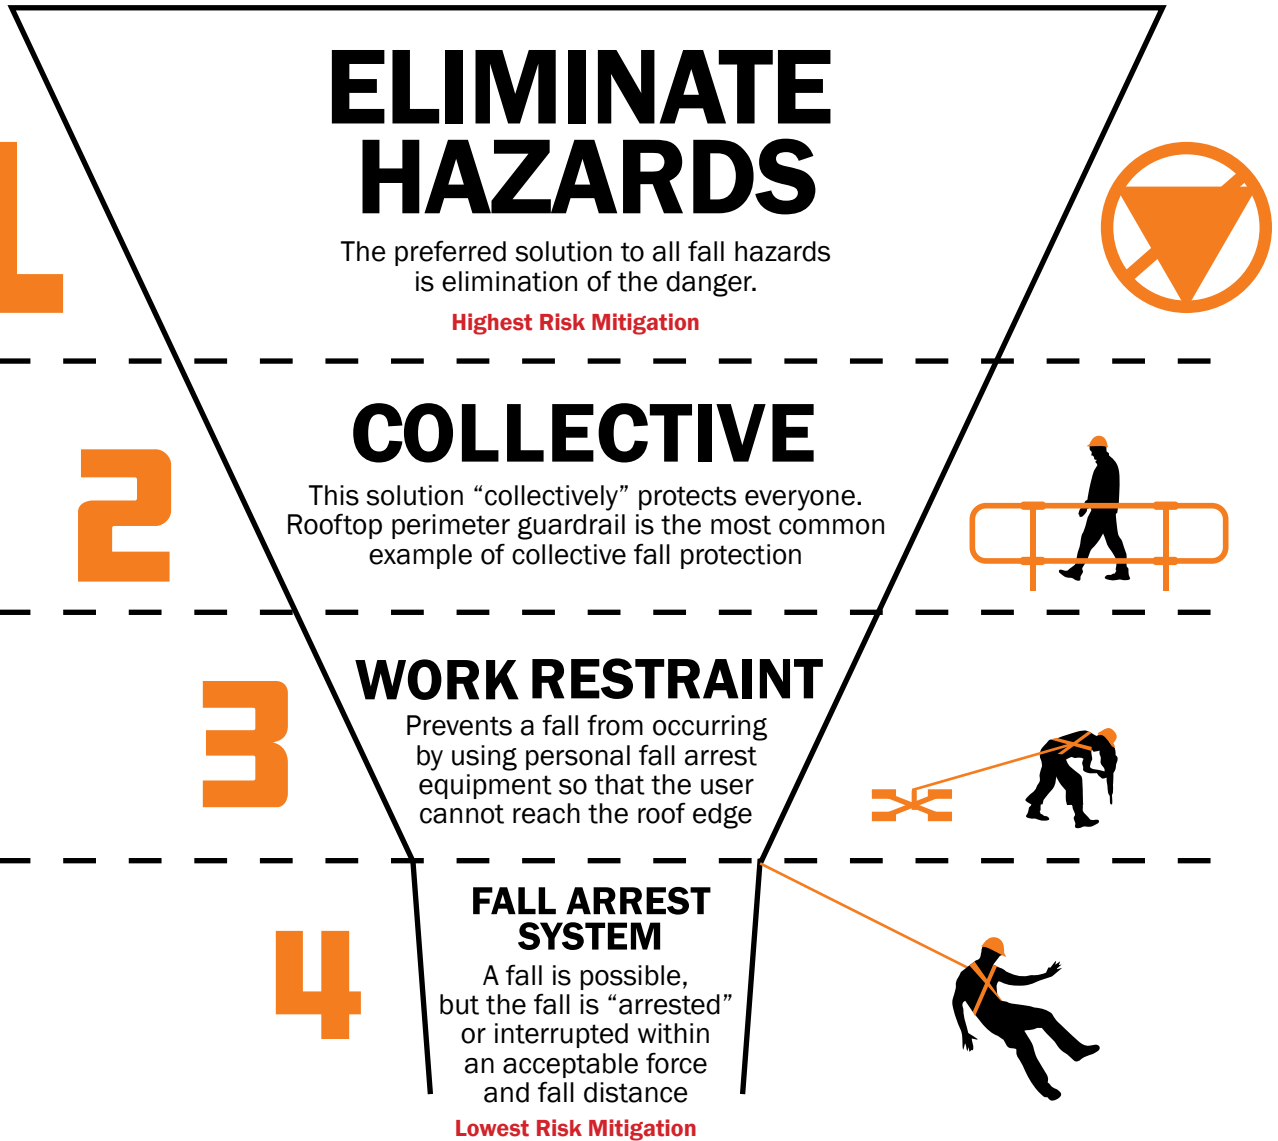 1
ELIMINATE
HAZARDS
The preferred solution to all fall hazards
is elimination of the danger.
Highest Risk Mitigation
2
COLLECTIVE
This solution “collectively” protects everyone.
Rooftop perimeter guardrail is the most common
example of collective fall protection
3
WORK RESTRAINT
Prevents a fall from occurring
by using personal fall arrest
equipment so that the user
cannot reach the roof edge
4
FALL ARREST
SYSTEM
A fall is possible,
but the fall is “arrested”
or interrupted within
an acceptable force
and fall distance
Lowest Risk Mitigation